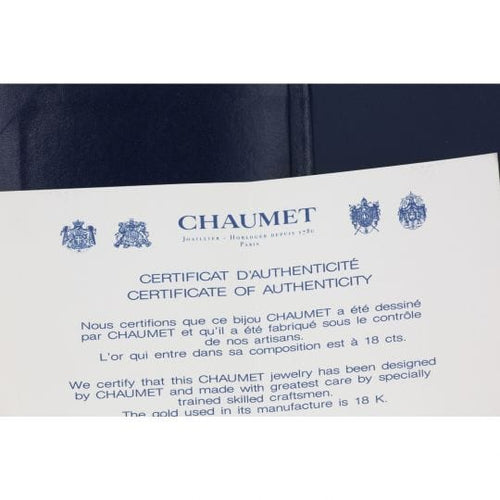 CHAUMET
JOAILLIER - HORLOGER DEPUIS 1780
PARIS
CERTIFICAT D'AUTHENTICITÉ
CERTIFICATE OF AUTHENTICITY
Nous certifions que ce bijou CHAUMET a été dessiné
par CHAUMET et qu'il a été fabriqué sous le contrôle
de nos artisans.
L'or qui entre dans sa composition est à 18 cts.
We certify that this CHAUMET jewelry has been designed
by CHAUMET and made with greatest care by specially
trained skilled craftsmen.
The gold used in its manufacture is 18 K.